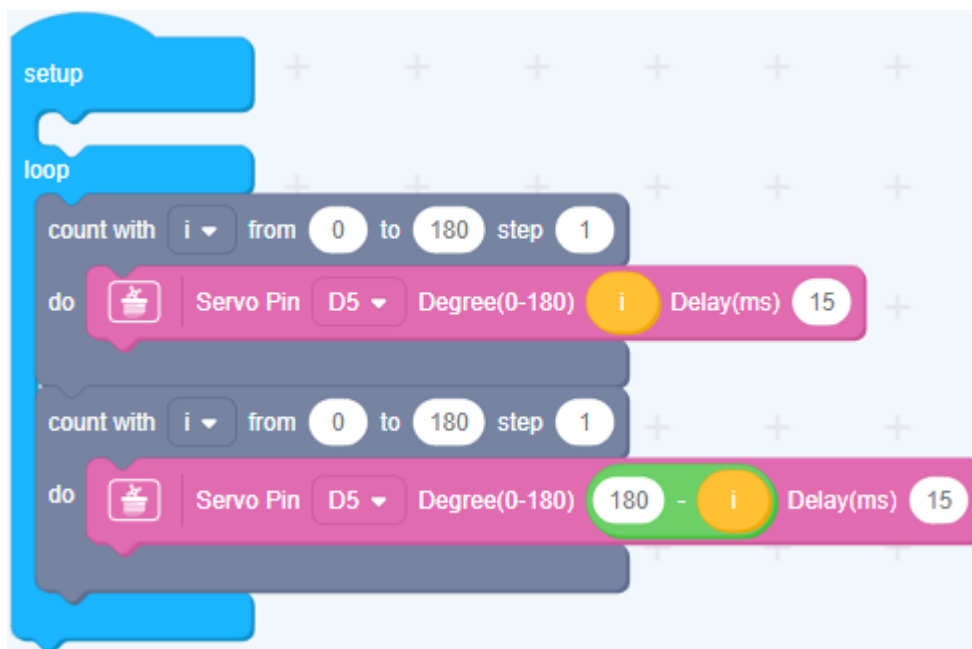 setup
loop
count with i from 0 to 180 step 1
do Servo Pin D5 Degree(0-180) i Delay(ms) 15
count with i from 0 to 180 step 1
do Servo Pin D5 Degree(0-180) 180 - i Delay(ms) 15